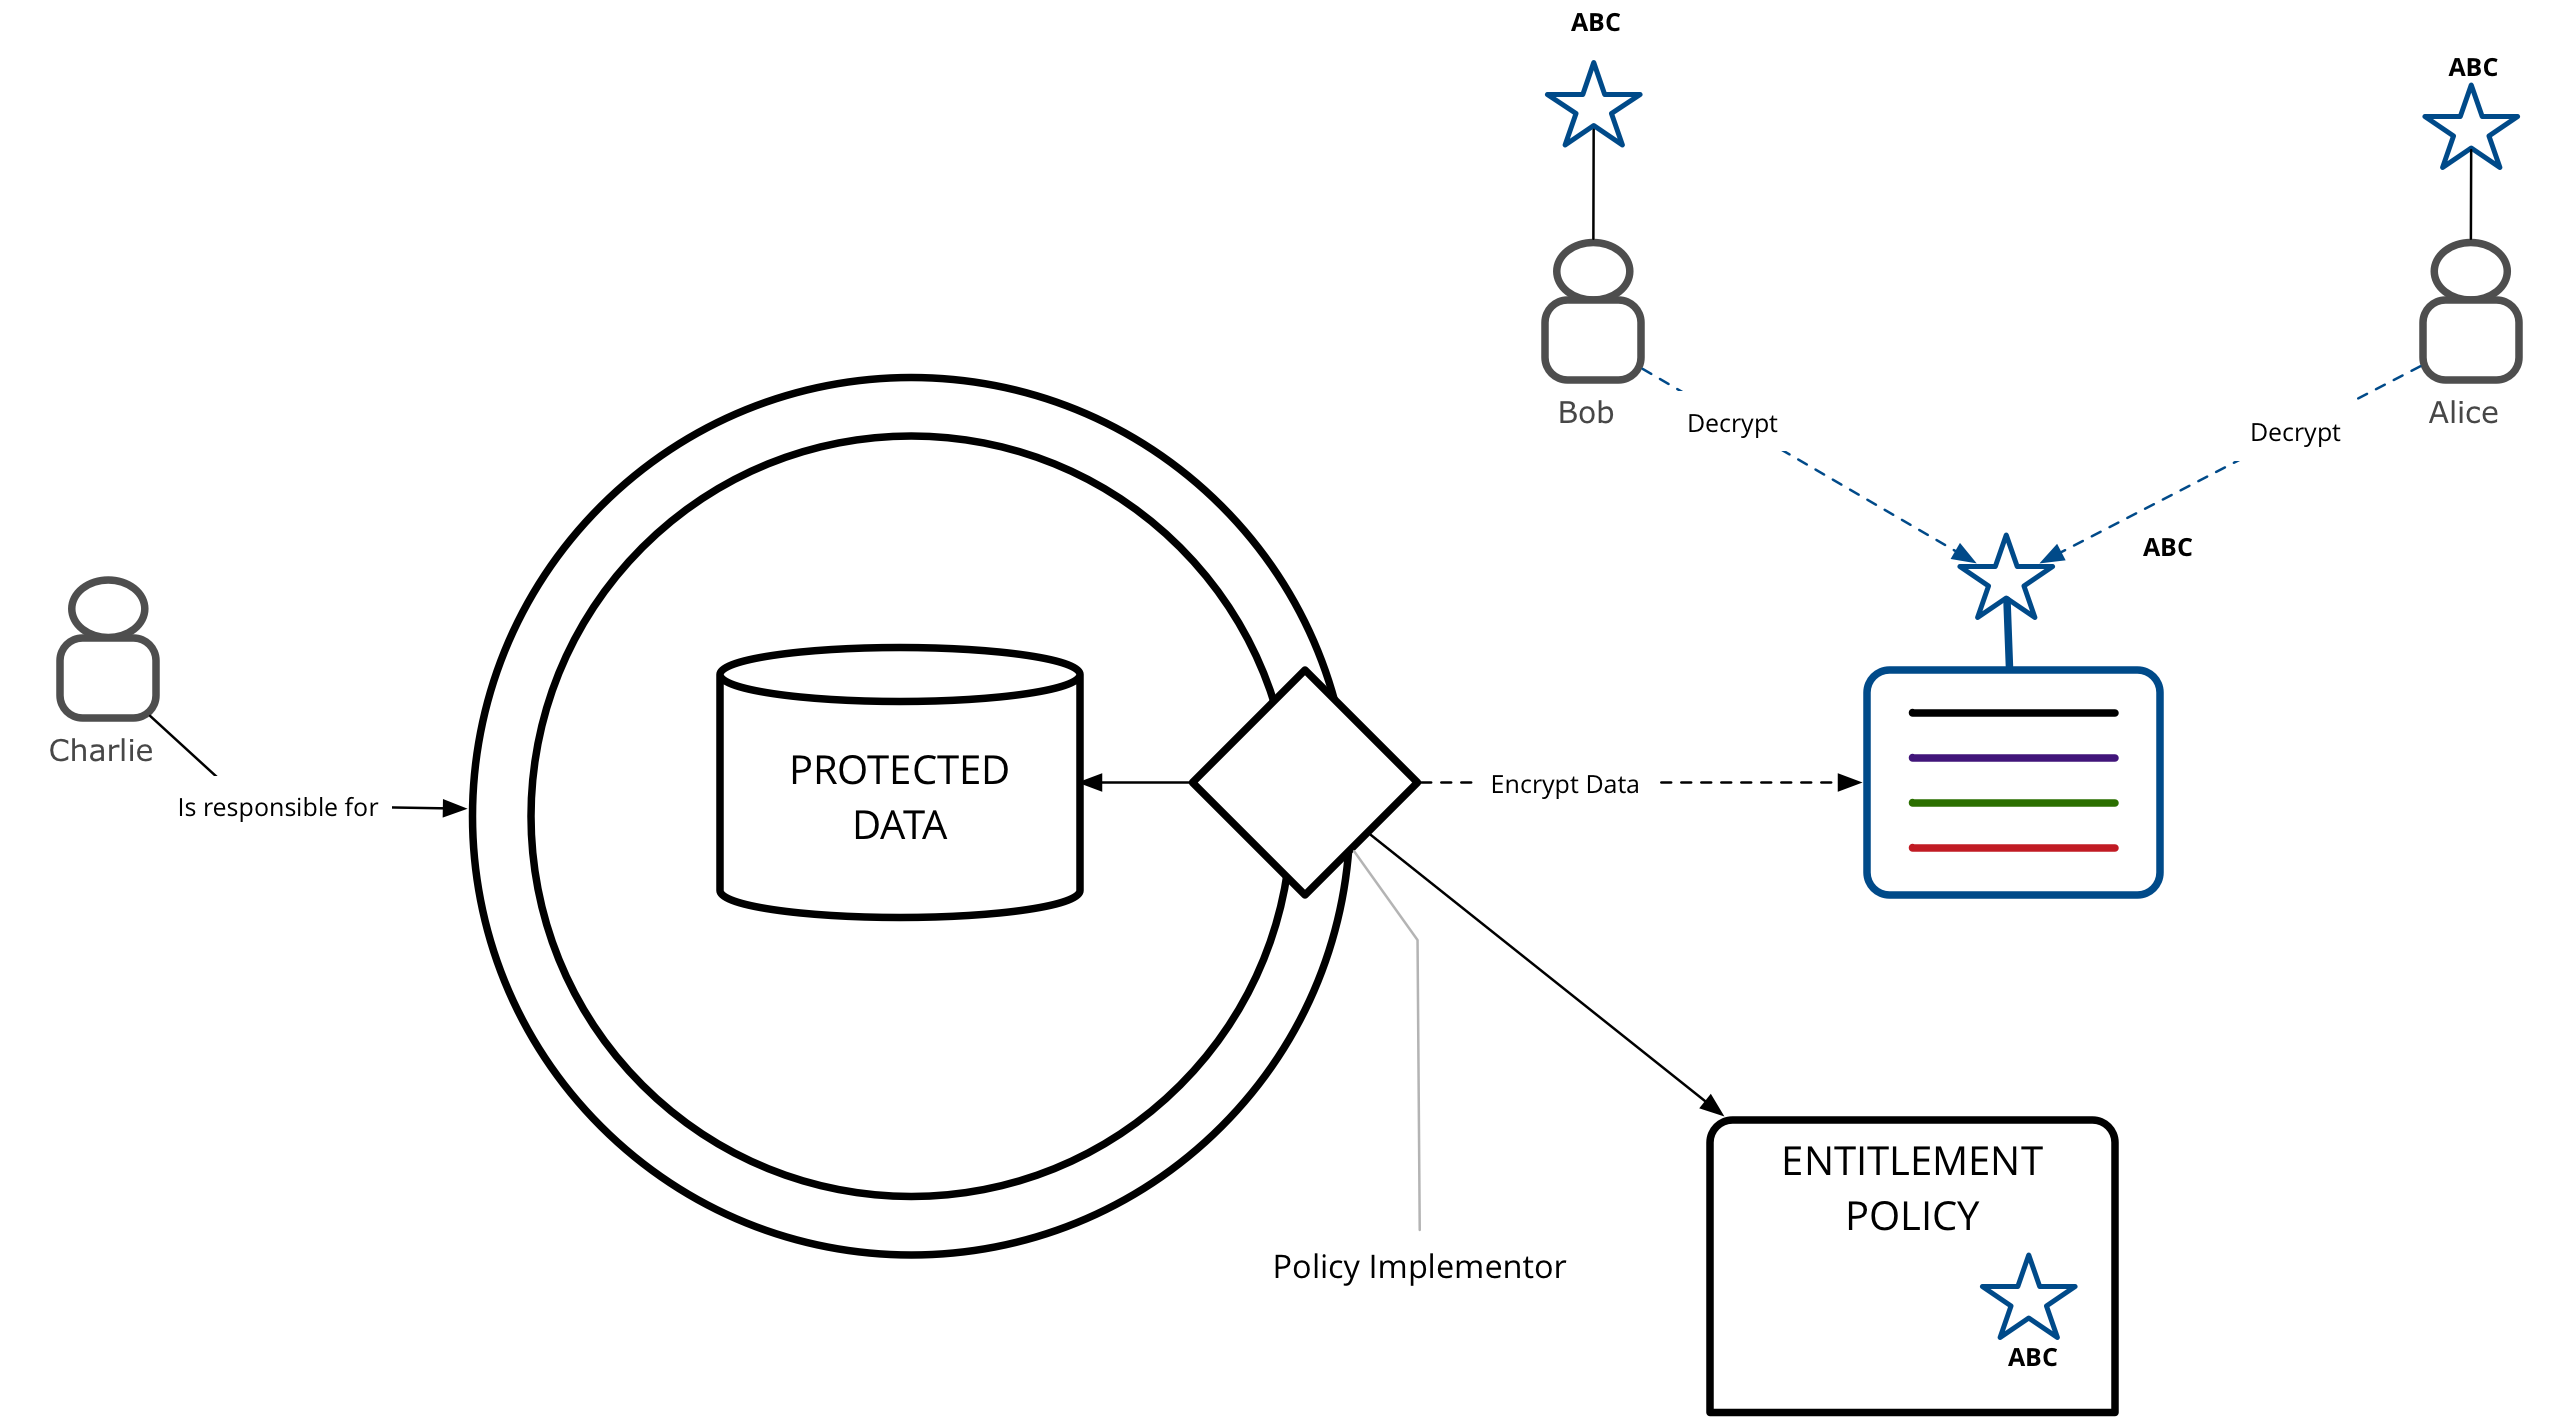 ABC
ABC
Bob
Alice
Decrypt
Decrypt
ABC
Charlie
Is responsible for
PROTECTED
DATA
Encrypt Data
Policy Implementor
ENTITLEMENT
POLICY
ABC